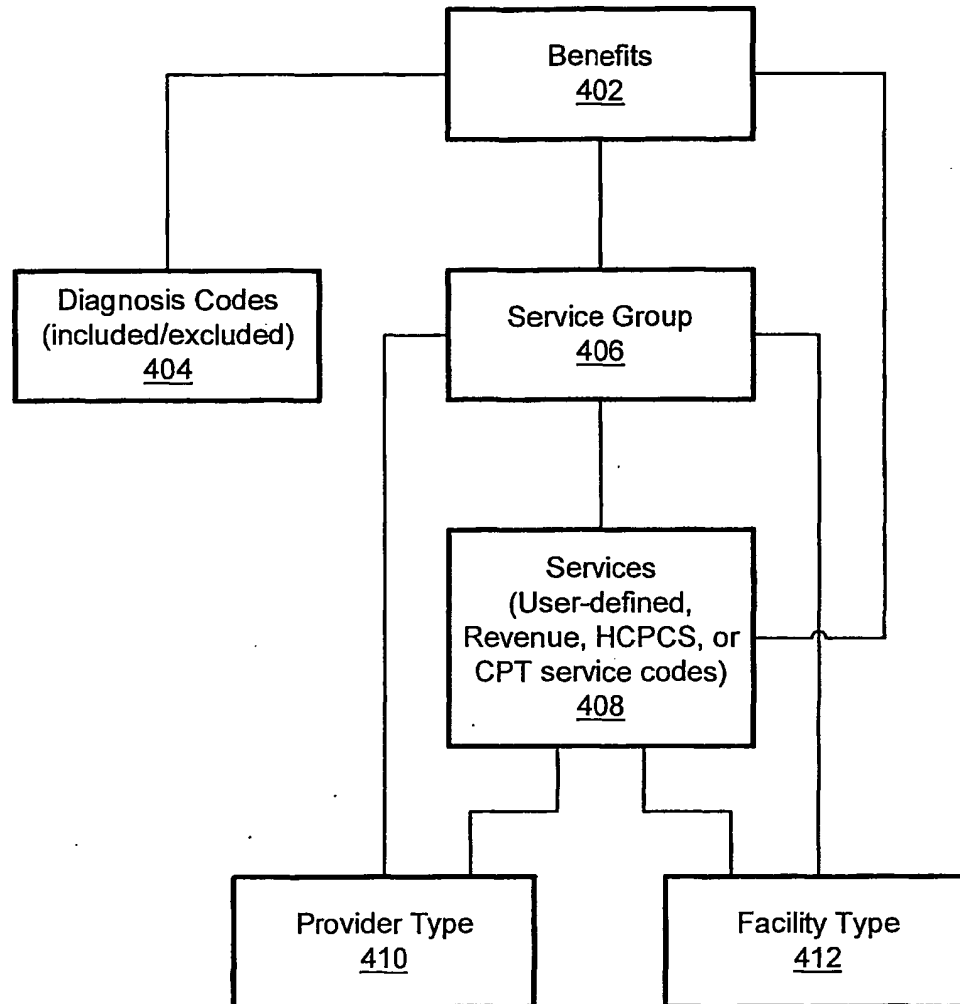 Benefits
402
Diagnosis Codes
(included/excluded)
404
Service Group
406
Services
(User-defined,
Revenue, HCPCS, or
CPT service codes)
408
Provider Type
410
Facility Type
412